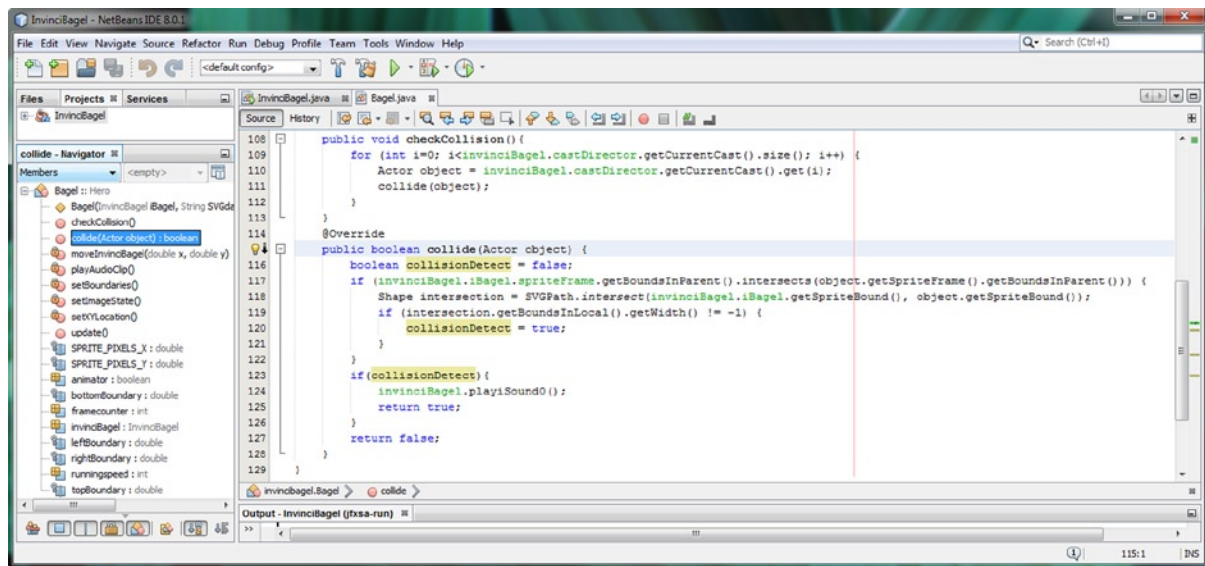 InvinciBagel - NetBeans IDE 8.0.1
File Edit View Navigate Source Refactor Run Debug Profile Team Tools Window Help
Search (Ctrl+I)
<default config>
Files Projects Services
InvinciBagel
collide - Navigator
Members <empty>
Bagel :: Hero
Bagel(InvinciBagel iBagel, String SVGda
checkCollision()
collide(Actor object) : boolean
moveInvinciBagel(double x, double y)
playAudioClip()
setBoundaries()
setImageState()
setXYLocation()
update()
SPRITE_PIXELS_X : double
SPRITE_PIXELS_Y : double
animator : boolean
bottomBoundary : double
framecounter : int
invinciBagel : InvinciBagel
leftBoundary : double
rightBoundary : double
runningspeed : int
topBoundary : double
InvinciBagel.java Bagel.java
Source History
108 public void checkCollision(){
109 for (int i=0; i<invinciBagel.castDirector.getCurrentCast().size(); i++) {
110 Actor object = invinciBagel.castDirector.getCurrentCast().get(i);
111 collide(object);
112 }
113 }
114 @Override
public boolean collide(Actor object) {
116 boolean collisionDetect = false;
117 if (invinciBagel.iBagel.spriteFrame.getBoundsInParent().intersects(object.getSpriteFrame().getBoundsInParent())) {
118 Shape intersection = SVGPath.intersect(invinciBagel.iBagel.getSpriteBound(), object.getSpriteBound());
119 if (intersection.getBoundsInLocal().getWidth() != -1) {
120 collisionDetect = true;
121 }
122 }
123 if(collisionDetect){
124 invinciBagel.playiSound0();
125 return true;
126 }
127 return false;
128 }
129 }
invincibagel.Bagel collide
Output - InvinciBagel (jfxsa-run)
115:1 INS